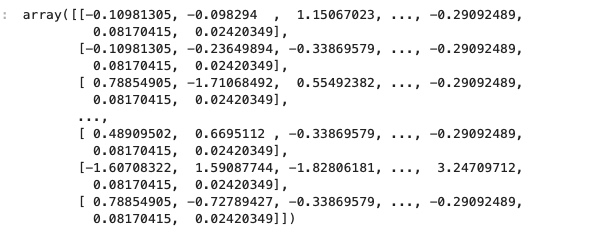 : array([[-0.10981305, -0.098294  ,  1.15067023, ..., -0.29092489,
          0.08170415,  0.02420349],
        [-0.10981305, -0.23649894, -0.33869579, ..., -0.29092489,
          0.08170415,  0.02420349],
        [ 0.78854905, -1.71068492,  0.55492382, ..., -0.29092489,
          0.08170415,  0.02420349],
        ...,
        [ 0.48909502,  0.6695112 , -0.33869579, ..., -0.29092489,
          0.08170415,  0.02420349],
        [-1.60708322,  1.59087744, -1.82806181, ...,  3.24709712,
          0.08170415,  0.02420349],
        [ 0.78854905, -0.72789427, -0.33869579, ..., -0.29092489,
          0.08170415,  0.02420349]])